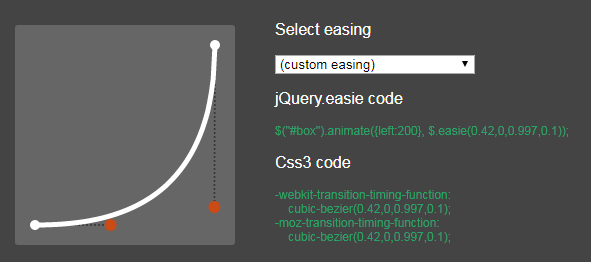 Select easing
(custom easing)
jQuery.easie code
$("#box").animate({left:200}, $.easie(0.42,0,0.997,0.1));
Css3 code
-webkit-transition-timing-function:
cubic-bezier(0.42,0,0.997,0.1);
-moz-transition-timing-function:
cubic-bezier(0.42,0,0.997,0.1);